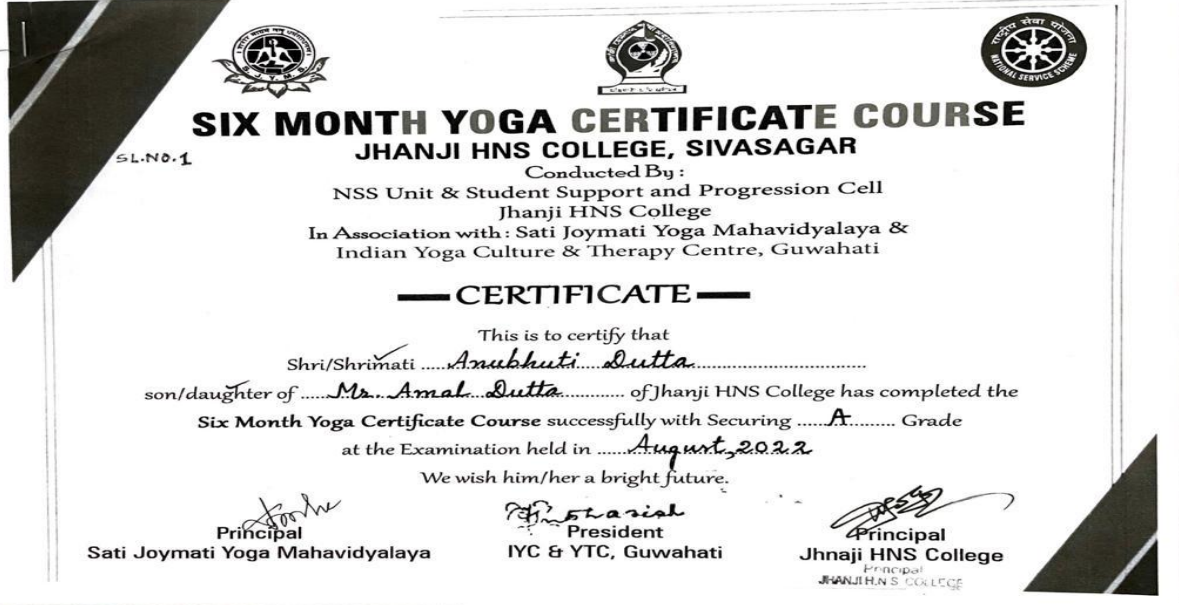 S.J.Y.M.S.
राष्ट्रीय सेवा योजना
NATIONAL SERVICE SCHEME
SIX MONTH YOGA CERTIFICATE COURSE
SL.NO.1
JHANJI HNS COLLEGE, SIVASAGAR
Conducted By :
NSS Unit & Student Support and Progression Cell
Jhanji HNS College
In Association with : Sati Joymati Yoga Mahavidyalaya &
Indian Yoga Culture & Therapy Centre, Guwahati
CERTIFICATE
This is to certify that
Shri/Shrimati ..... Anubhuti Dutta ..............................
son/daughter of ...... Mr. Amal Dutta ............ of Jhanji HNS College has completed the
Six Month Yoga Certificate Course successfully with Securing ..... A ......... Grade
at the Examination held in ...... August, 2022
We wish him/her a bright future.
Principal
Sati Joymati Yoga Mahavidyalaya
President
IYC & YTC, Guwahati
Principal
Jhnaji HNS College
Principal
JHANJI H.N.S. COLLEGE